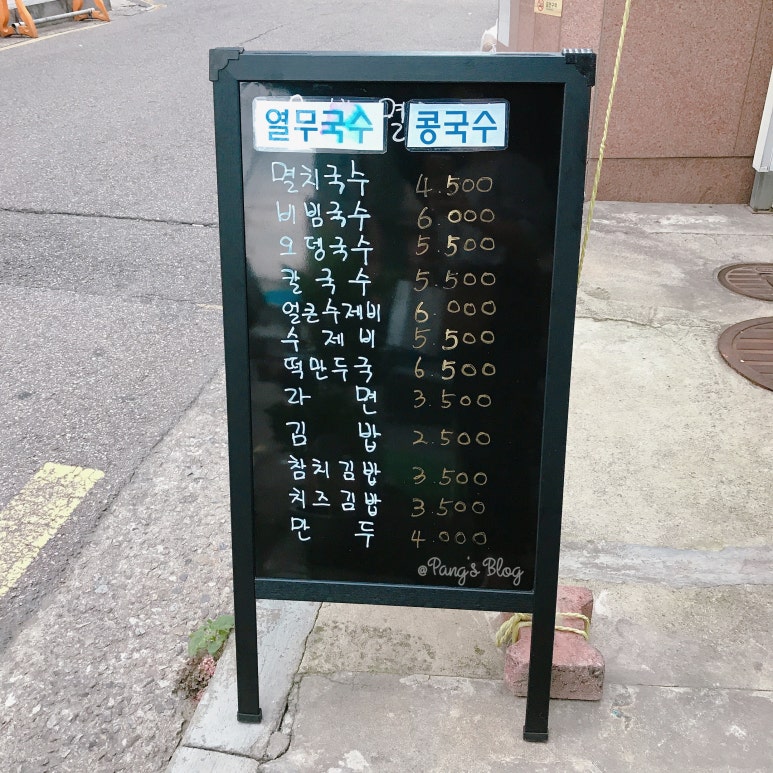 열무국수 콩국수
멸치국수 4.500
비빔국수 6.000
오뎅국수 5.500
칼국수 5.500
얼큰수제비 6.000
수제비 5.500
떡만두국 6.500
라면 3.500
김밥 2.500
참치김밥 3.500
치즈김밥 3.500
만두 4.000
@Pang's Blog